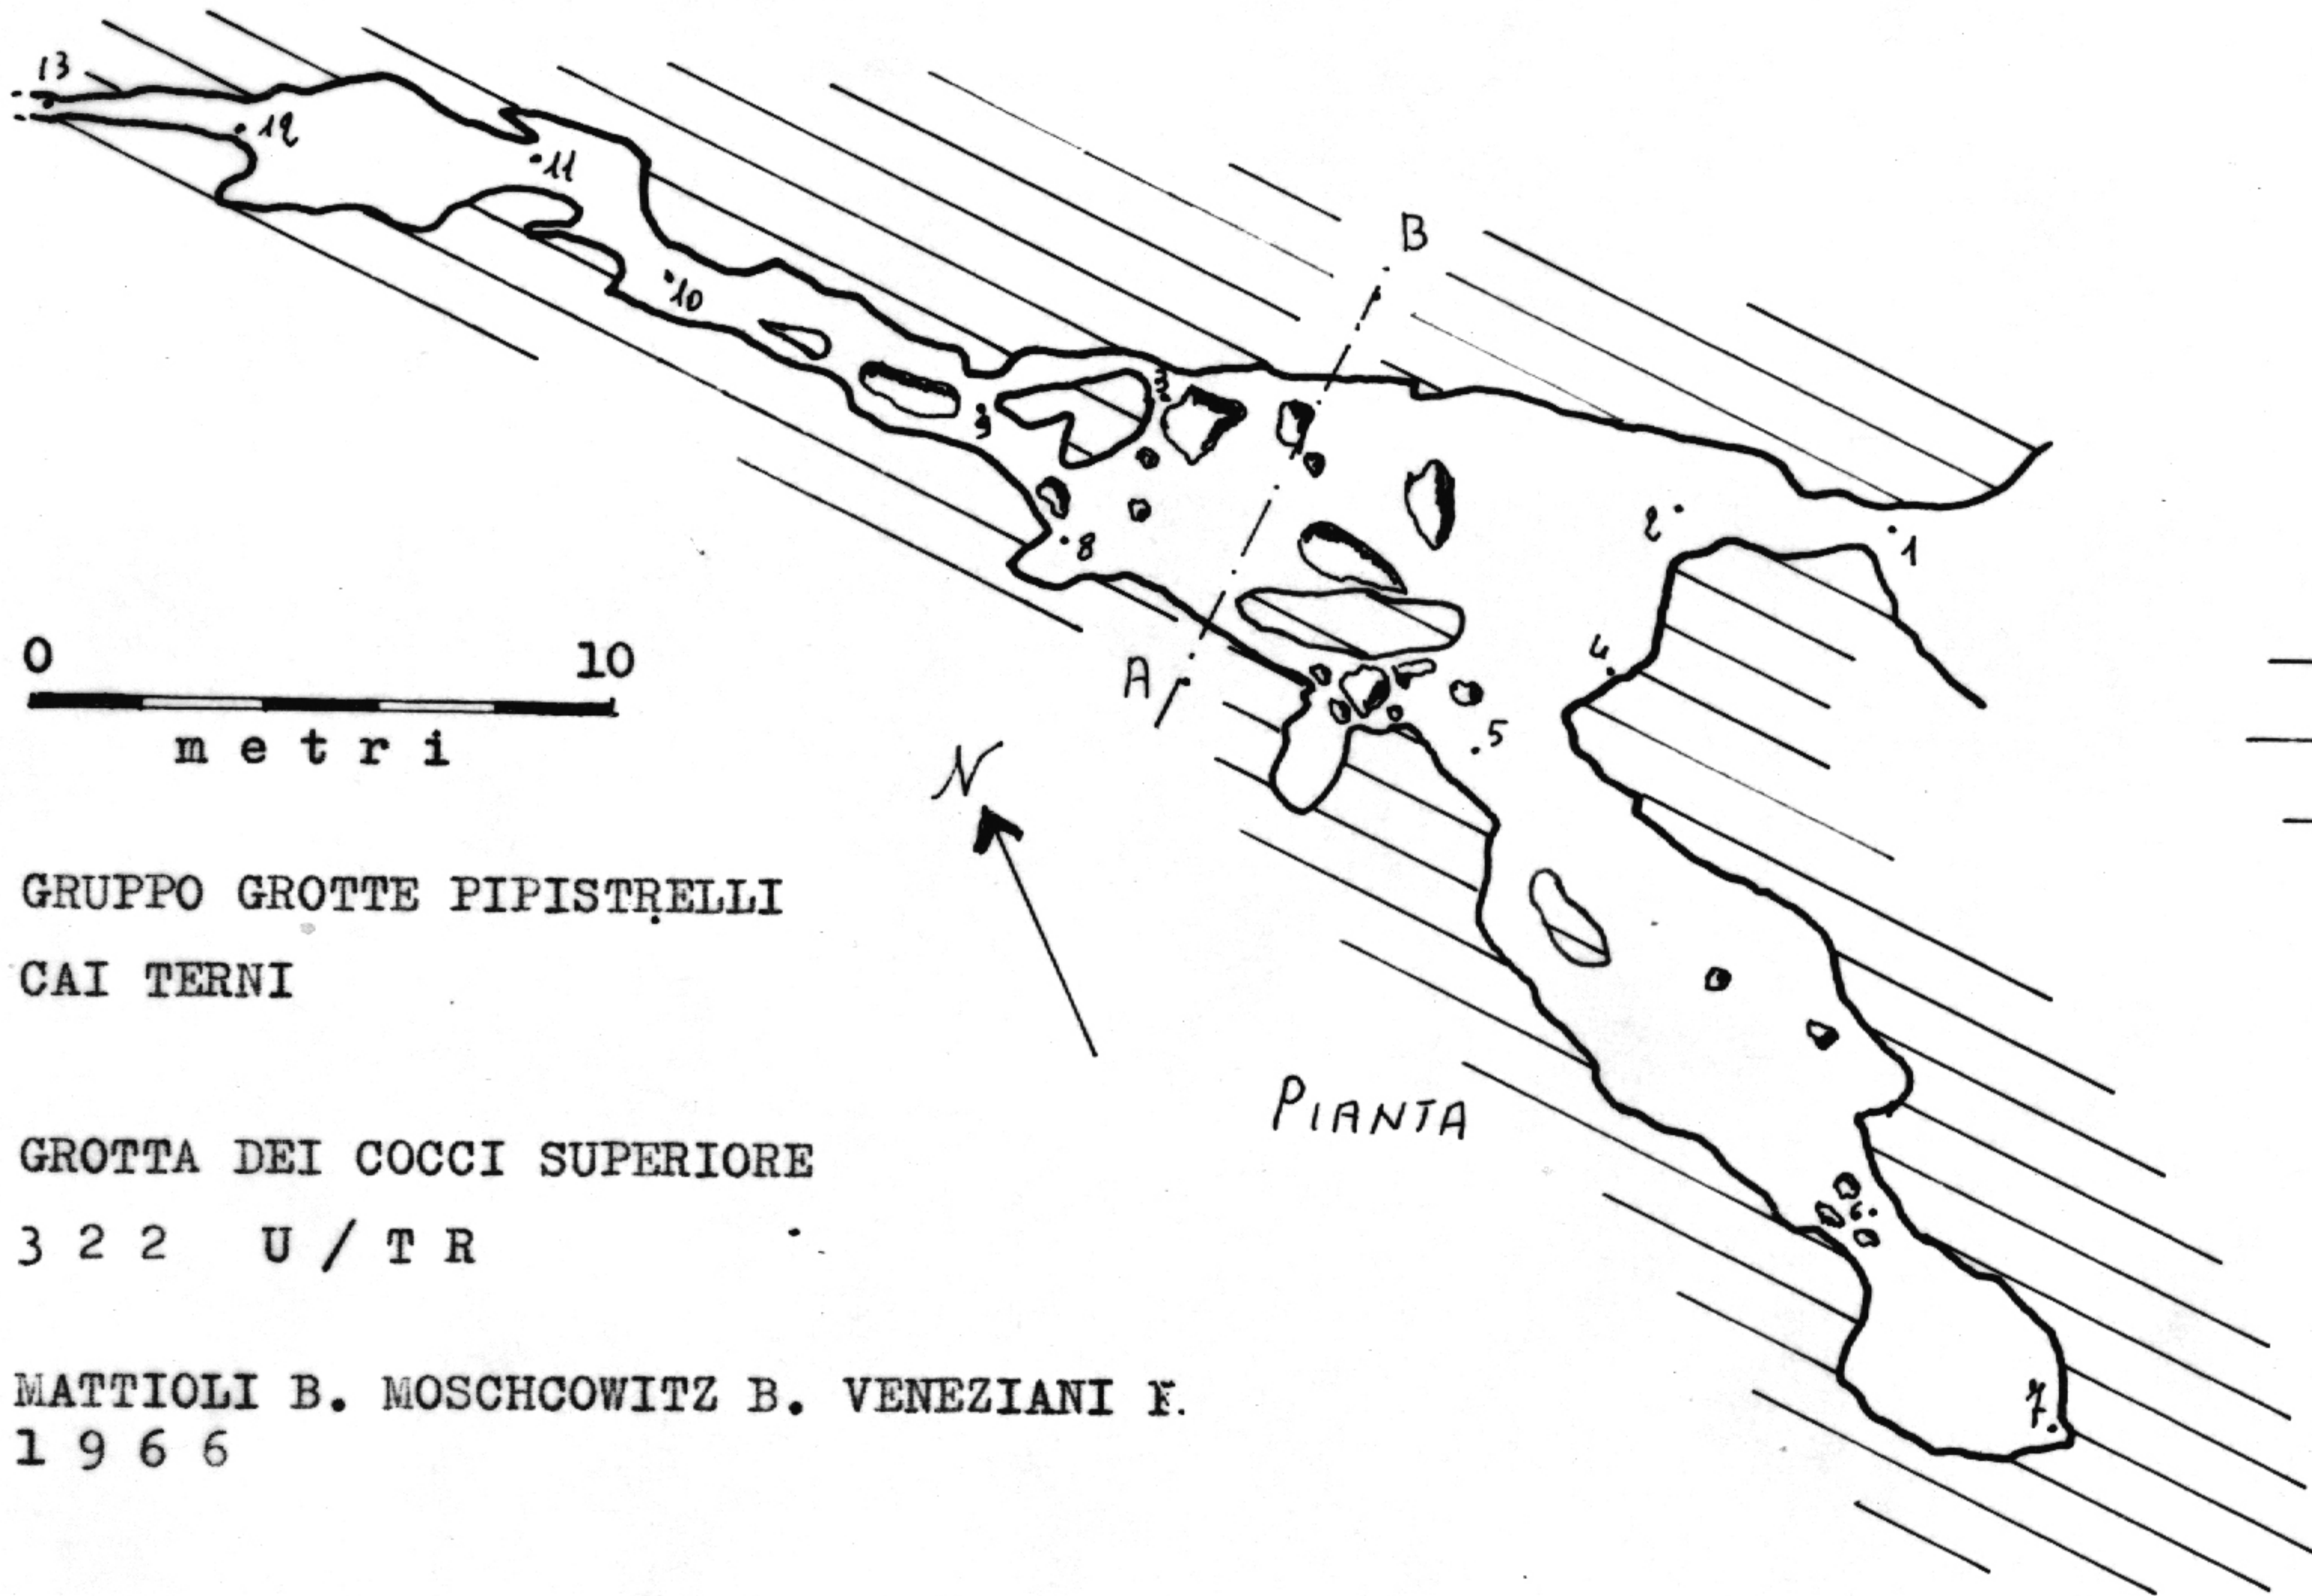 13
12
11
B
10
3
9
2
1
8
4
0 10
A
5
metri
N
GRUPPO GROTTE PIPISTRELLI
CAI TERNI
PIANTA
GROTTA DEI COCCI SUPERIORE
322 U/TR
6
MATTIOLI B. MOSCHCOWITZ B. VENEZIANI F.
7
1966